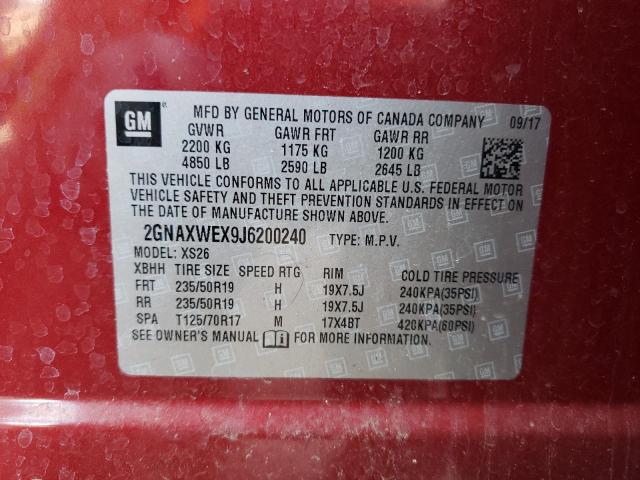 GM
MFD BY GENERAL MOTORS OF CANADA COMPANY 09/17
GVWR GAWR FRT GAWR RR
2200 KG 1175 KG 1200 KG
4850 LB 2590 LB 2645 LB
THIS VEHICLE CONFORMS TO ALL APPLICABLE U.S. FEDERAL MOTOR
VEHICLE SAFETY AND THEFT PREVENTION STANDARDS IN EFFECT ON
THE DATE OF MANUFACTURE SHOWN ABOVE.
2GNAXWEX9J6200240 TYPE: M.P.V.
MODEL: XS26
XBHH TIRE SIZE SPEED RTG RIM COLD TIRE PRESSURE
FRT 235/50R19 H 19X7.5J 240KPA(35PSI)
RR 235/50R19 H 19X7.5J 240KPA(35PSI)
SPA T125/70R17 M 17X4BT 420KPA(60PSI)
SEE OWNER'S MANUAL FOR MORE INFORMATION.